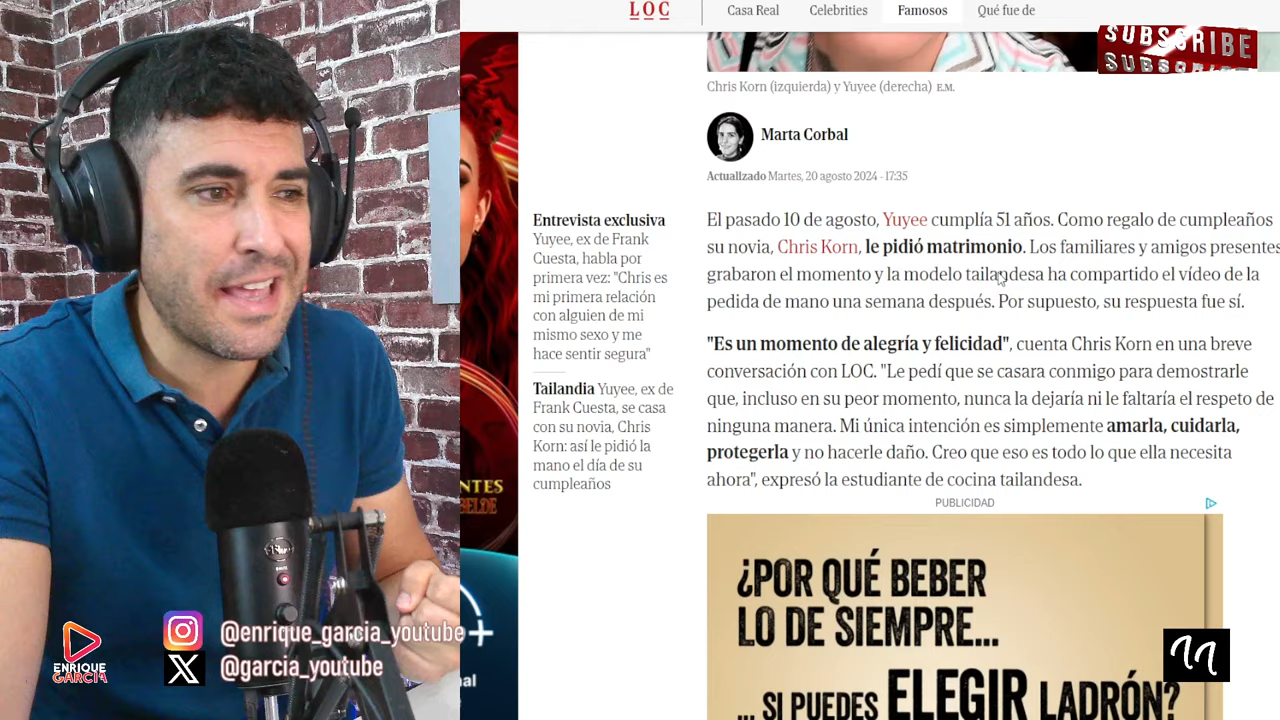 LOC
Casa Real
Celebrities
Famosos
Qué fue de
SUBSCRIBE
SUBSCRIBE
Chris Korn (izquierda) y Yuyee (derecha) E.M.
Marta Corbal
Actualizado Martes, 20 agosto 2024 - 17:35
Entrevista exclusiva
Yuyee, ex de Frank
Cuesta, habla por
primera vez: "Chris es
mi primera relación
con alguien de mi
mismo sexo y me
hace sentir segura"
Tailandia Yuyee, ex de
Frank Cuesta, se casa
con su novia, Chris
Korn: así le pidió la
mano el día de su
cumpleaños
El pasado 10 de agosto, Yuyee cumplía 51 años. Como regalo de cumpleaños
su novia, Chris Korn, le pidió matrimonio. Los familiares y amigos presentes
grabaron el momento y la modelo tailandesa ha compartido el vídeo de la
pedida de mano una semana después. Por supuesto, su respuesta fue sí.
"Es un momento de alegría y felicidad", cuenta Chris Korn en una breve
conversación con LOC. "Le pedí que se casara conmigo para demostrarle
que, incluso en su peor momento, nunca la dejaría ni le faltaría el respeto de
ninguna manera. Mi única intención es simplemente amarla, cuidarla,
protegerla y no hacerle daño. Creo que eso es todo lo que ella necesita
ahora", expresó la estudiante de cocina tailandesa.
PUBLICIDAD
¿POR QUÉ BEBER
LO DE SIEMPRE...
... SI PUEDES ELEGIR LADRÓN?
NTES
BELDE
nal
Blue
MUTE
ENRIQUE
GARCIA
@enrique_garcia_youtube
@garcia_youtube